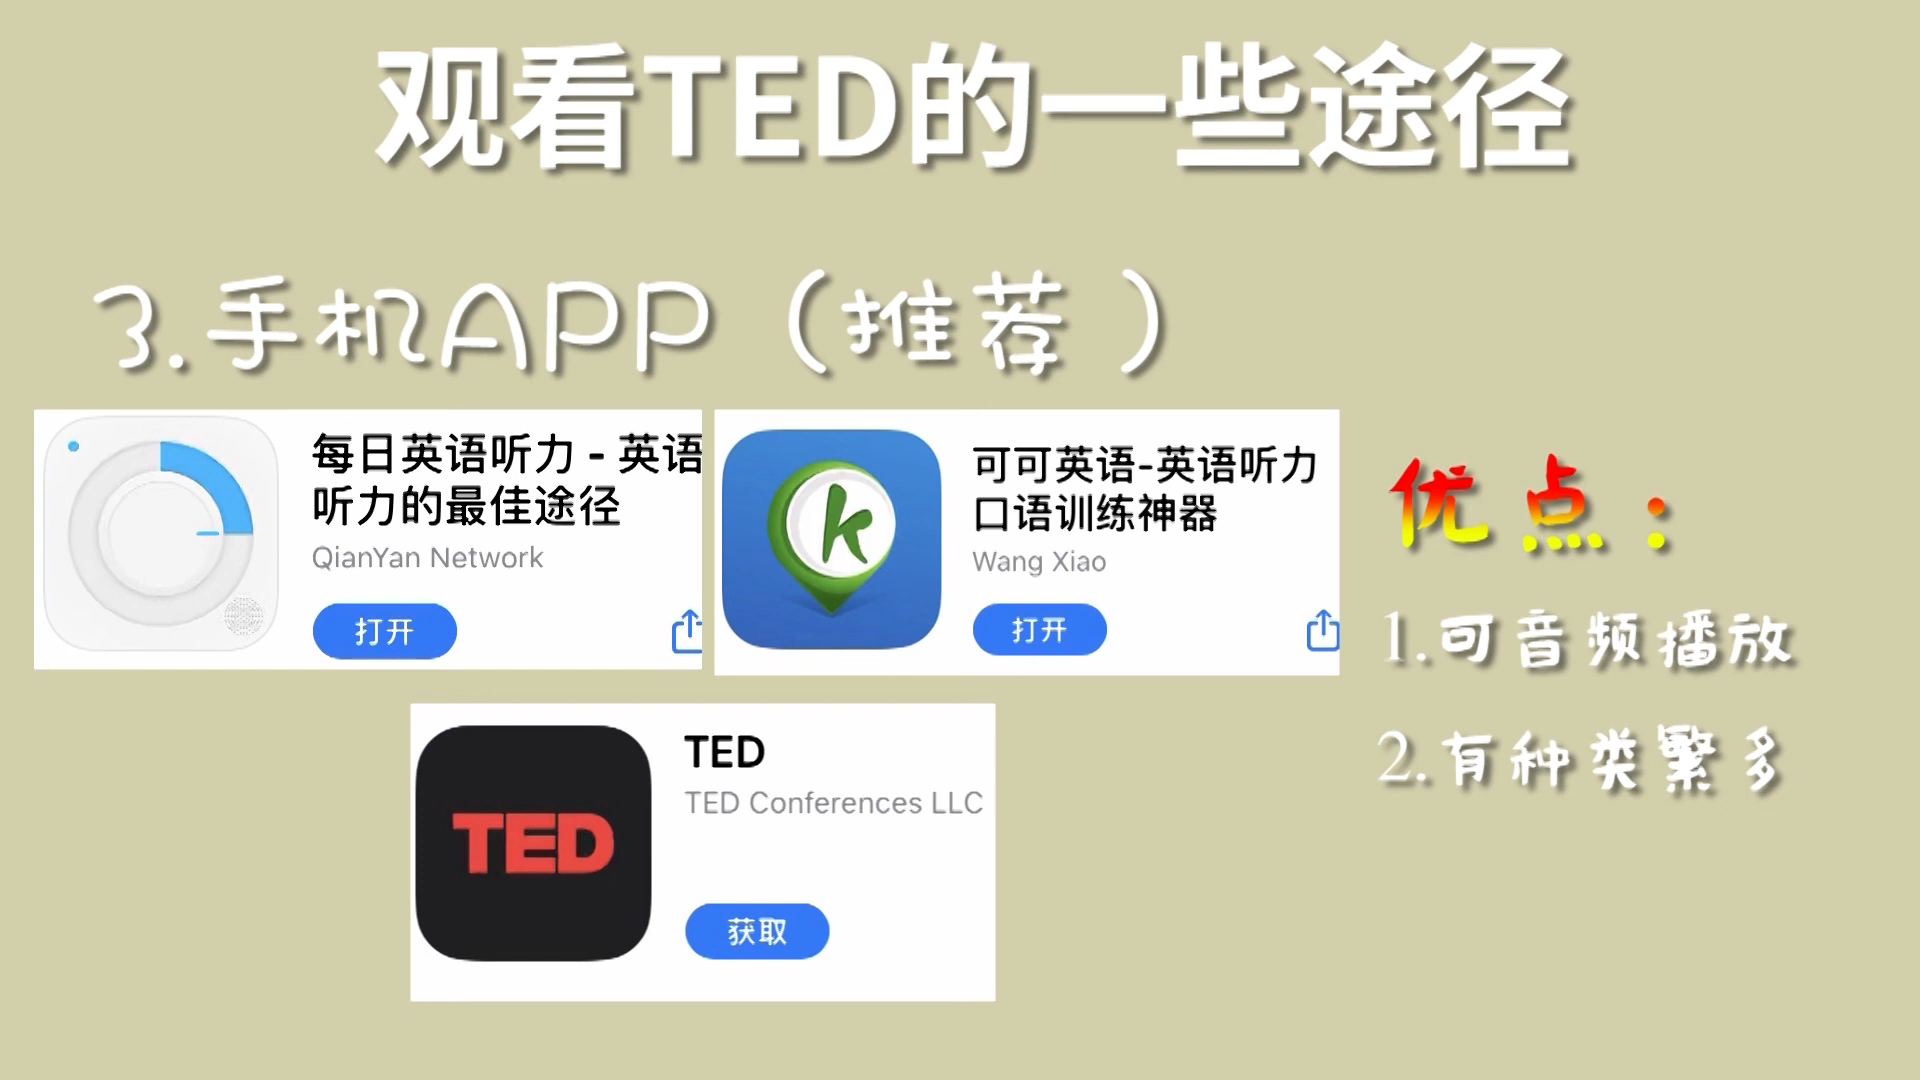 观看TED的一些途径
3.手机APP（推荐 ）
每日英语听力 - 英语
听力的最佳途径
QianYan Network
打开
可可英语-英语听力
口语训练神器
Wang Xiao
打开
k
优点：
1.可音频播放
2.有种类繁多
TED
TED Conferences LLC
TED
获取